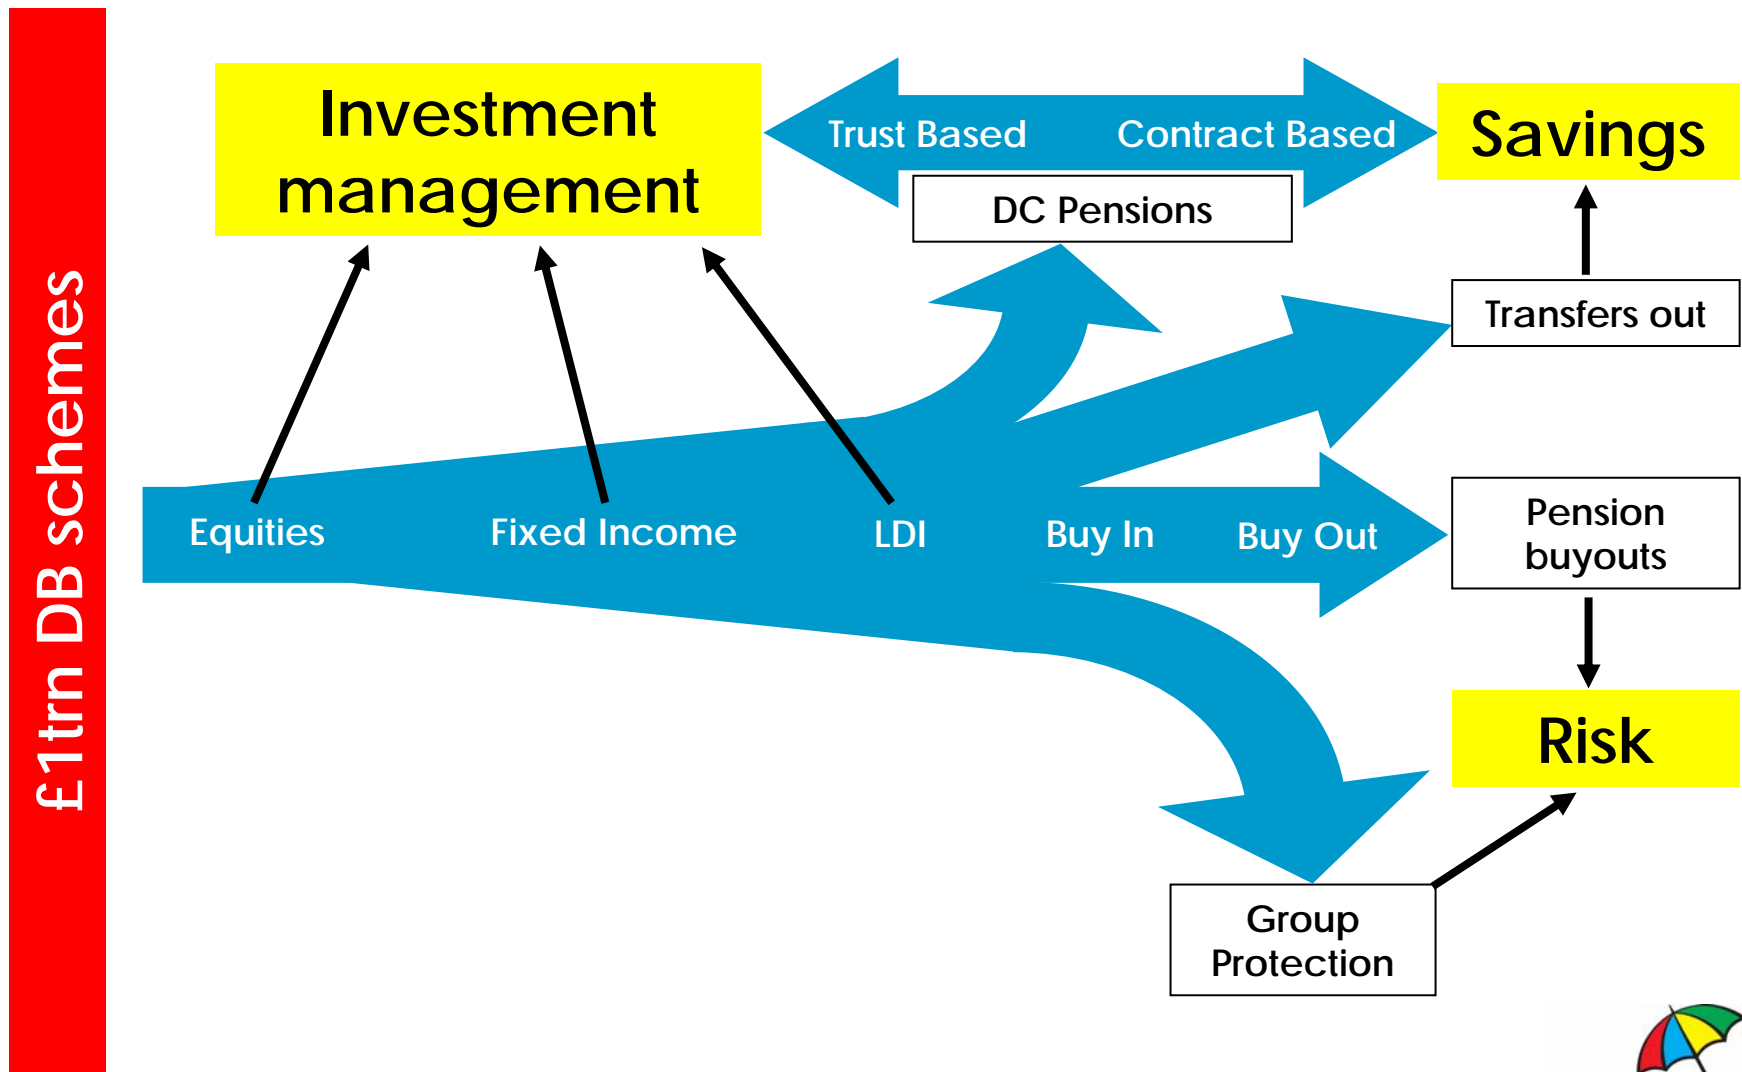 £1trn DB schemes
Investment
management
Trust Based
Contract Based
Savings
DC Pensions
Transfers out
Equities
Fixed Income
LDI
Buy In
Buy Out
Pension
buyouts
Risk
Group
Protection